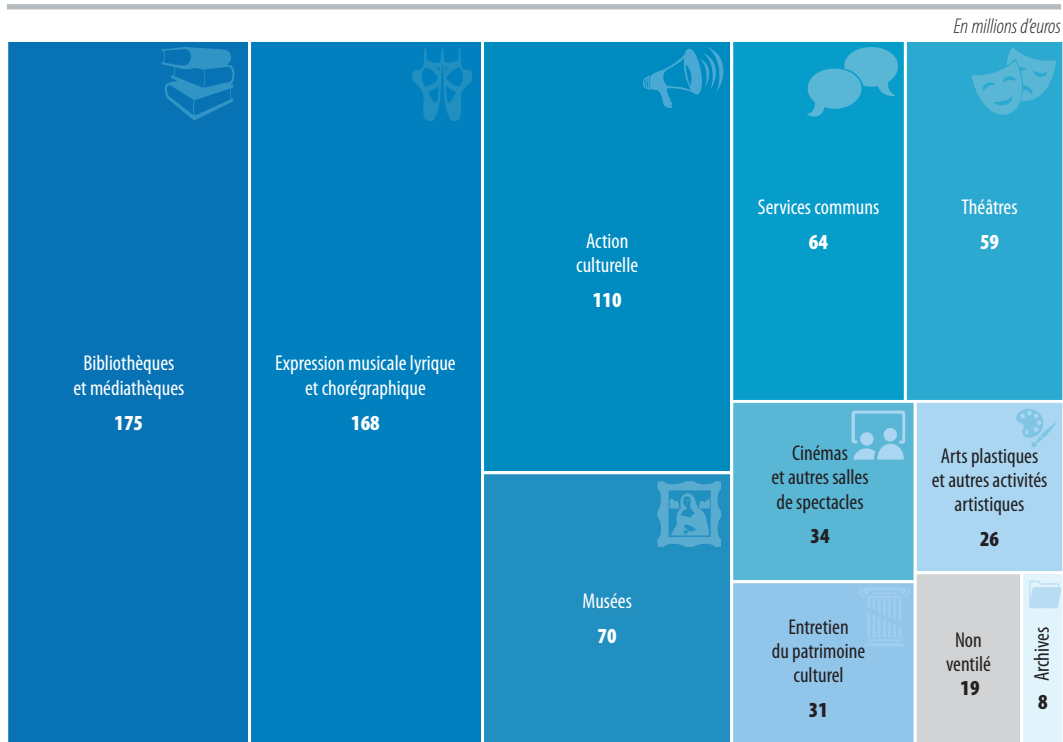 En millions d'euros
Bibliothèques
et médiathèques
175
Expression musicale lyrique
et chorégraphique
168
Action
culturelle
110
Musées
70
Services communs
64
Théâtres
59
Cinémas
et autres salles
de spectacles
34
Arts plastiques
et autres activités
artistiques
26
Entretien
du patrimoine
culturel
31
Non
ventilé
19
Archives
8